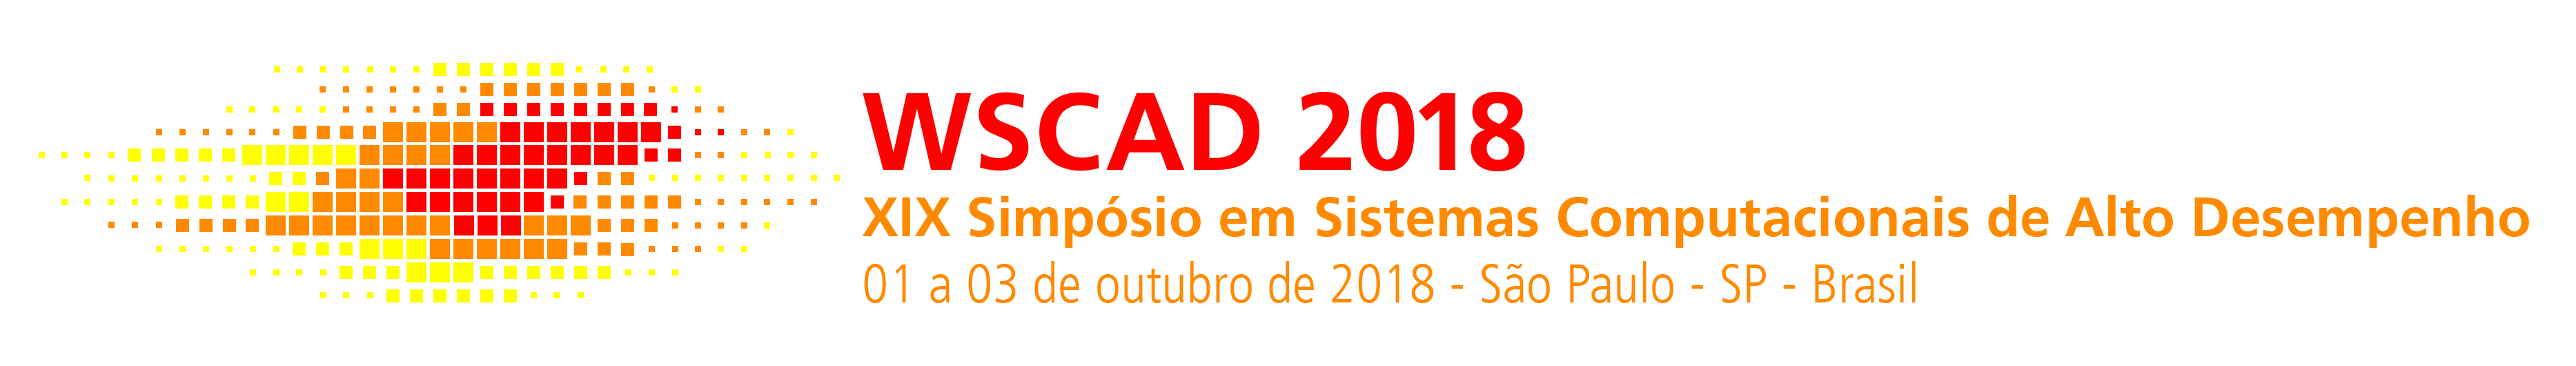 WSCAD 2018
XIX Simpósio em Sistemas Computacionais de Alto Desempenho
01 a 03 de outubro de 2018 - São Paulo - SP - Brasil